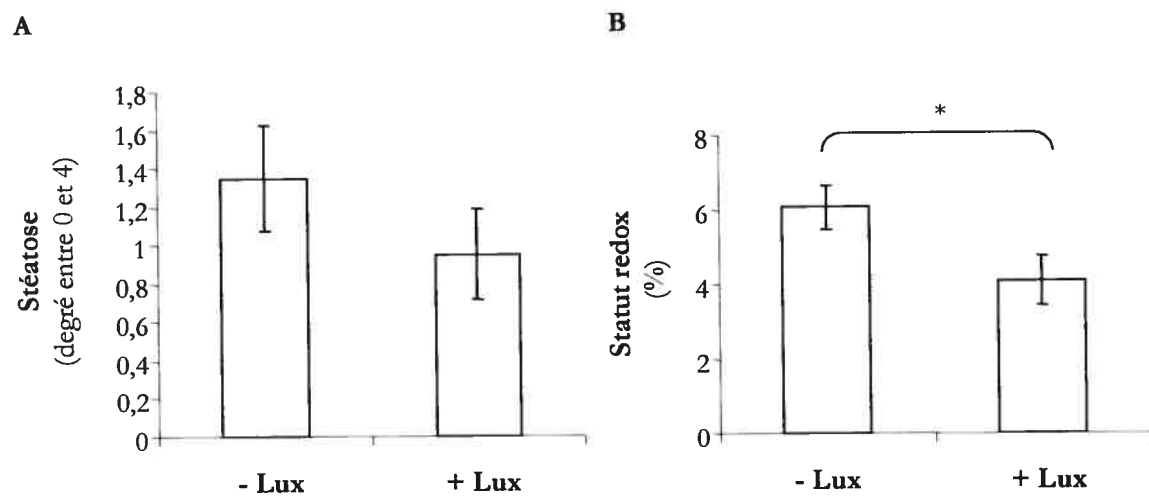 A
Stéatose
(degré entre 0 et 4)
1,8
1,6
1,4
1,2
1
0,8
0,6
0,4
0,2
0
- Lux
+ Lux
B
Statut redox
(%)
8
6
4
2
0
*
- Lux
+ Lux